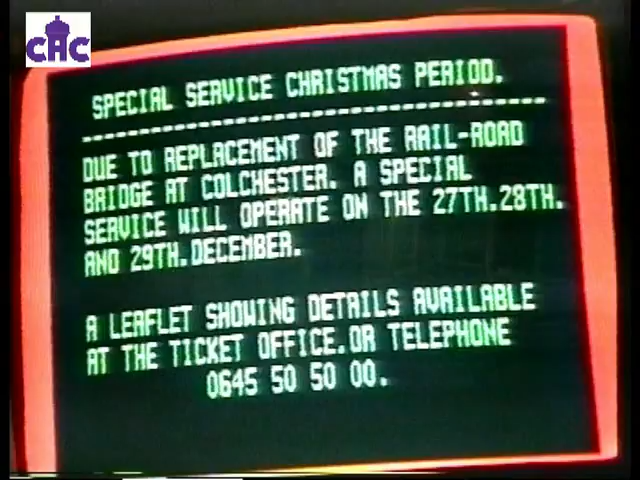 CAC
SPECIAL SERVICE CHRISTMAS PERIOD.
--------------------------------------------
DUE TO REPLACEMENT OF THE RAIL-ROAD
BRIDGE AT COLCHESTER. A SPECIAL
SERVICE WILL OPERATE ON THE 27TH.28TH.
AND 29TH.DECEMBER.
A LEAFLET SHOWING DETAILS AVAILABLE
AT THE TICKET OFFICE.OR TELEPHONE
0645 50 50 00.